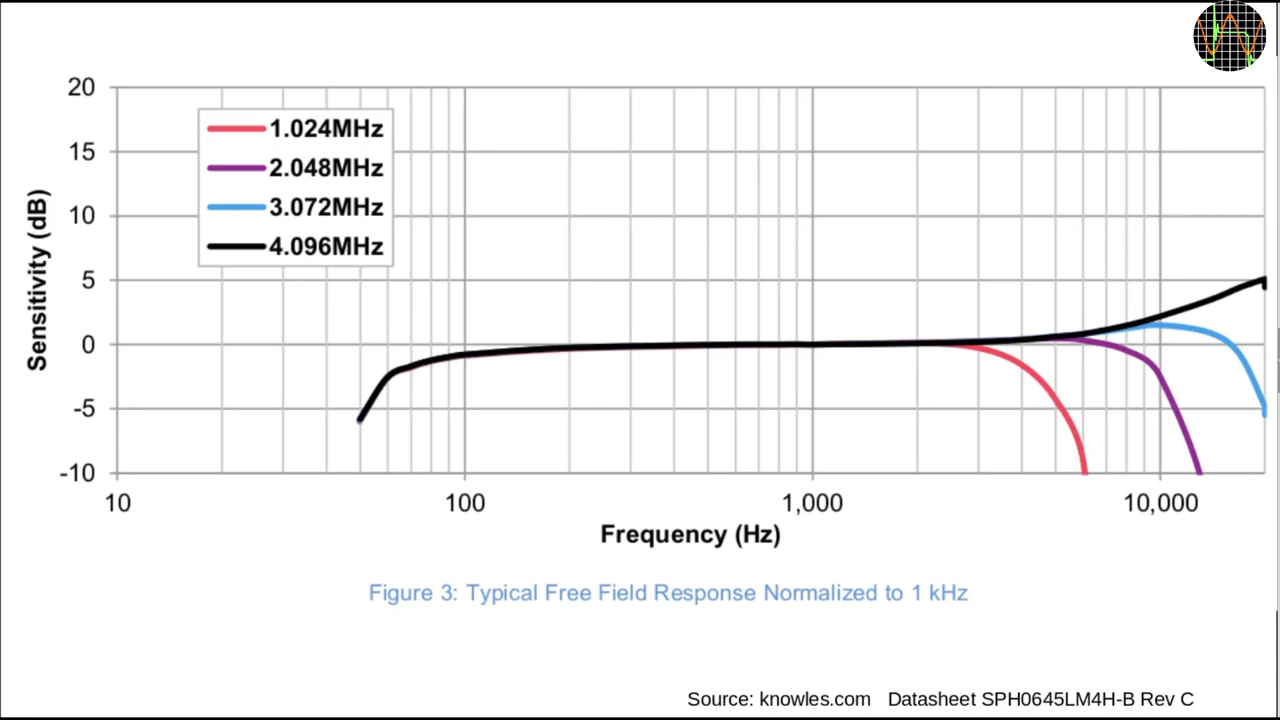 20
15
10
5
0
-5
-10
Sensitivity (dB)
1.024MHz
2.048MHz
3.072MHz
4.096MHz
10 100 1,000 10,000
Frequency (Hz)
Figure 3: Typical Free Field Response Normalized to 1 kHz
Source: knowles.com Datasheet SPH0645LM4H-B Rev C